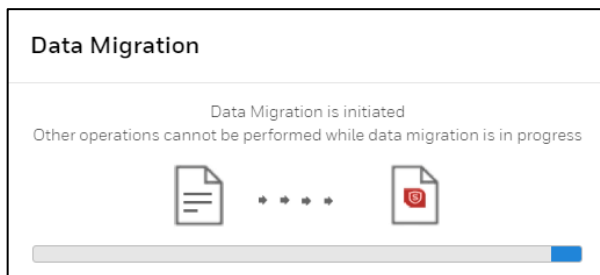 Data Migration
Data Migration is initiated
Other operations cannot be performed while data migration is in progress